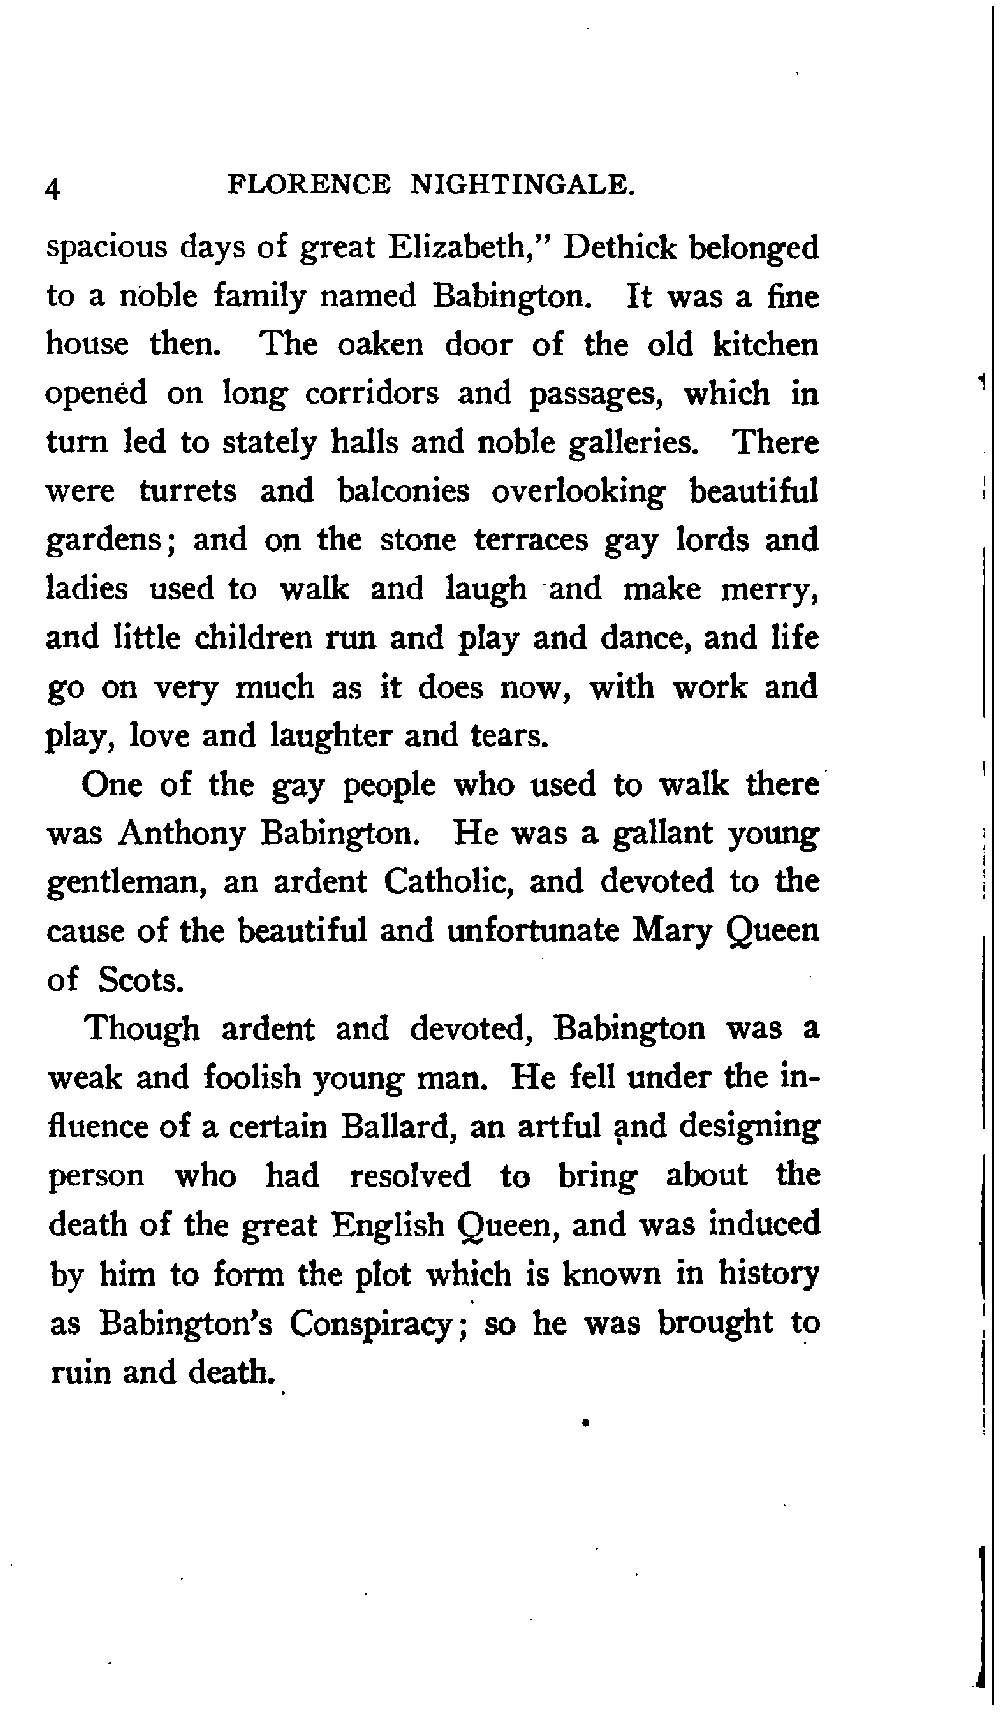 4 FLORENCE NIGHTINGALE.
spacious days of great Elizabeth,” Dethick belonged
to a noble family named Babington. It was a fine
house then. The oaken door of the old kitchen
opened on long corridors and passages, which in
turn led to stately halls and noble galleries. There
were turrets and balconies overlooking beautiful
gardens; and on the stone terraces gay lords and
ladies used to walk and laugh and make merry,
and little children run and play and dance, and life
go on very much as it does now, with work and
play, love and laughter and tears.
One of the gay people who used to walk there
was Anthony Babington. He was a gallant young
gentleman, an ardent Catholic, and devoted to the
cause of the beautiful and unfortunate Mary Queen
of Scots.
Though ardent and devoted, Babington was a
weak and foolish young man. He fell under the in-
fluence of a certain Ballard, an artful and designing
person who had resolved to bring about the
death of the great English Queen, and was induced
by him to form the plot which is known in history
as Babington's Conspiracy; so he was brought to
ruin and death.